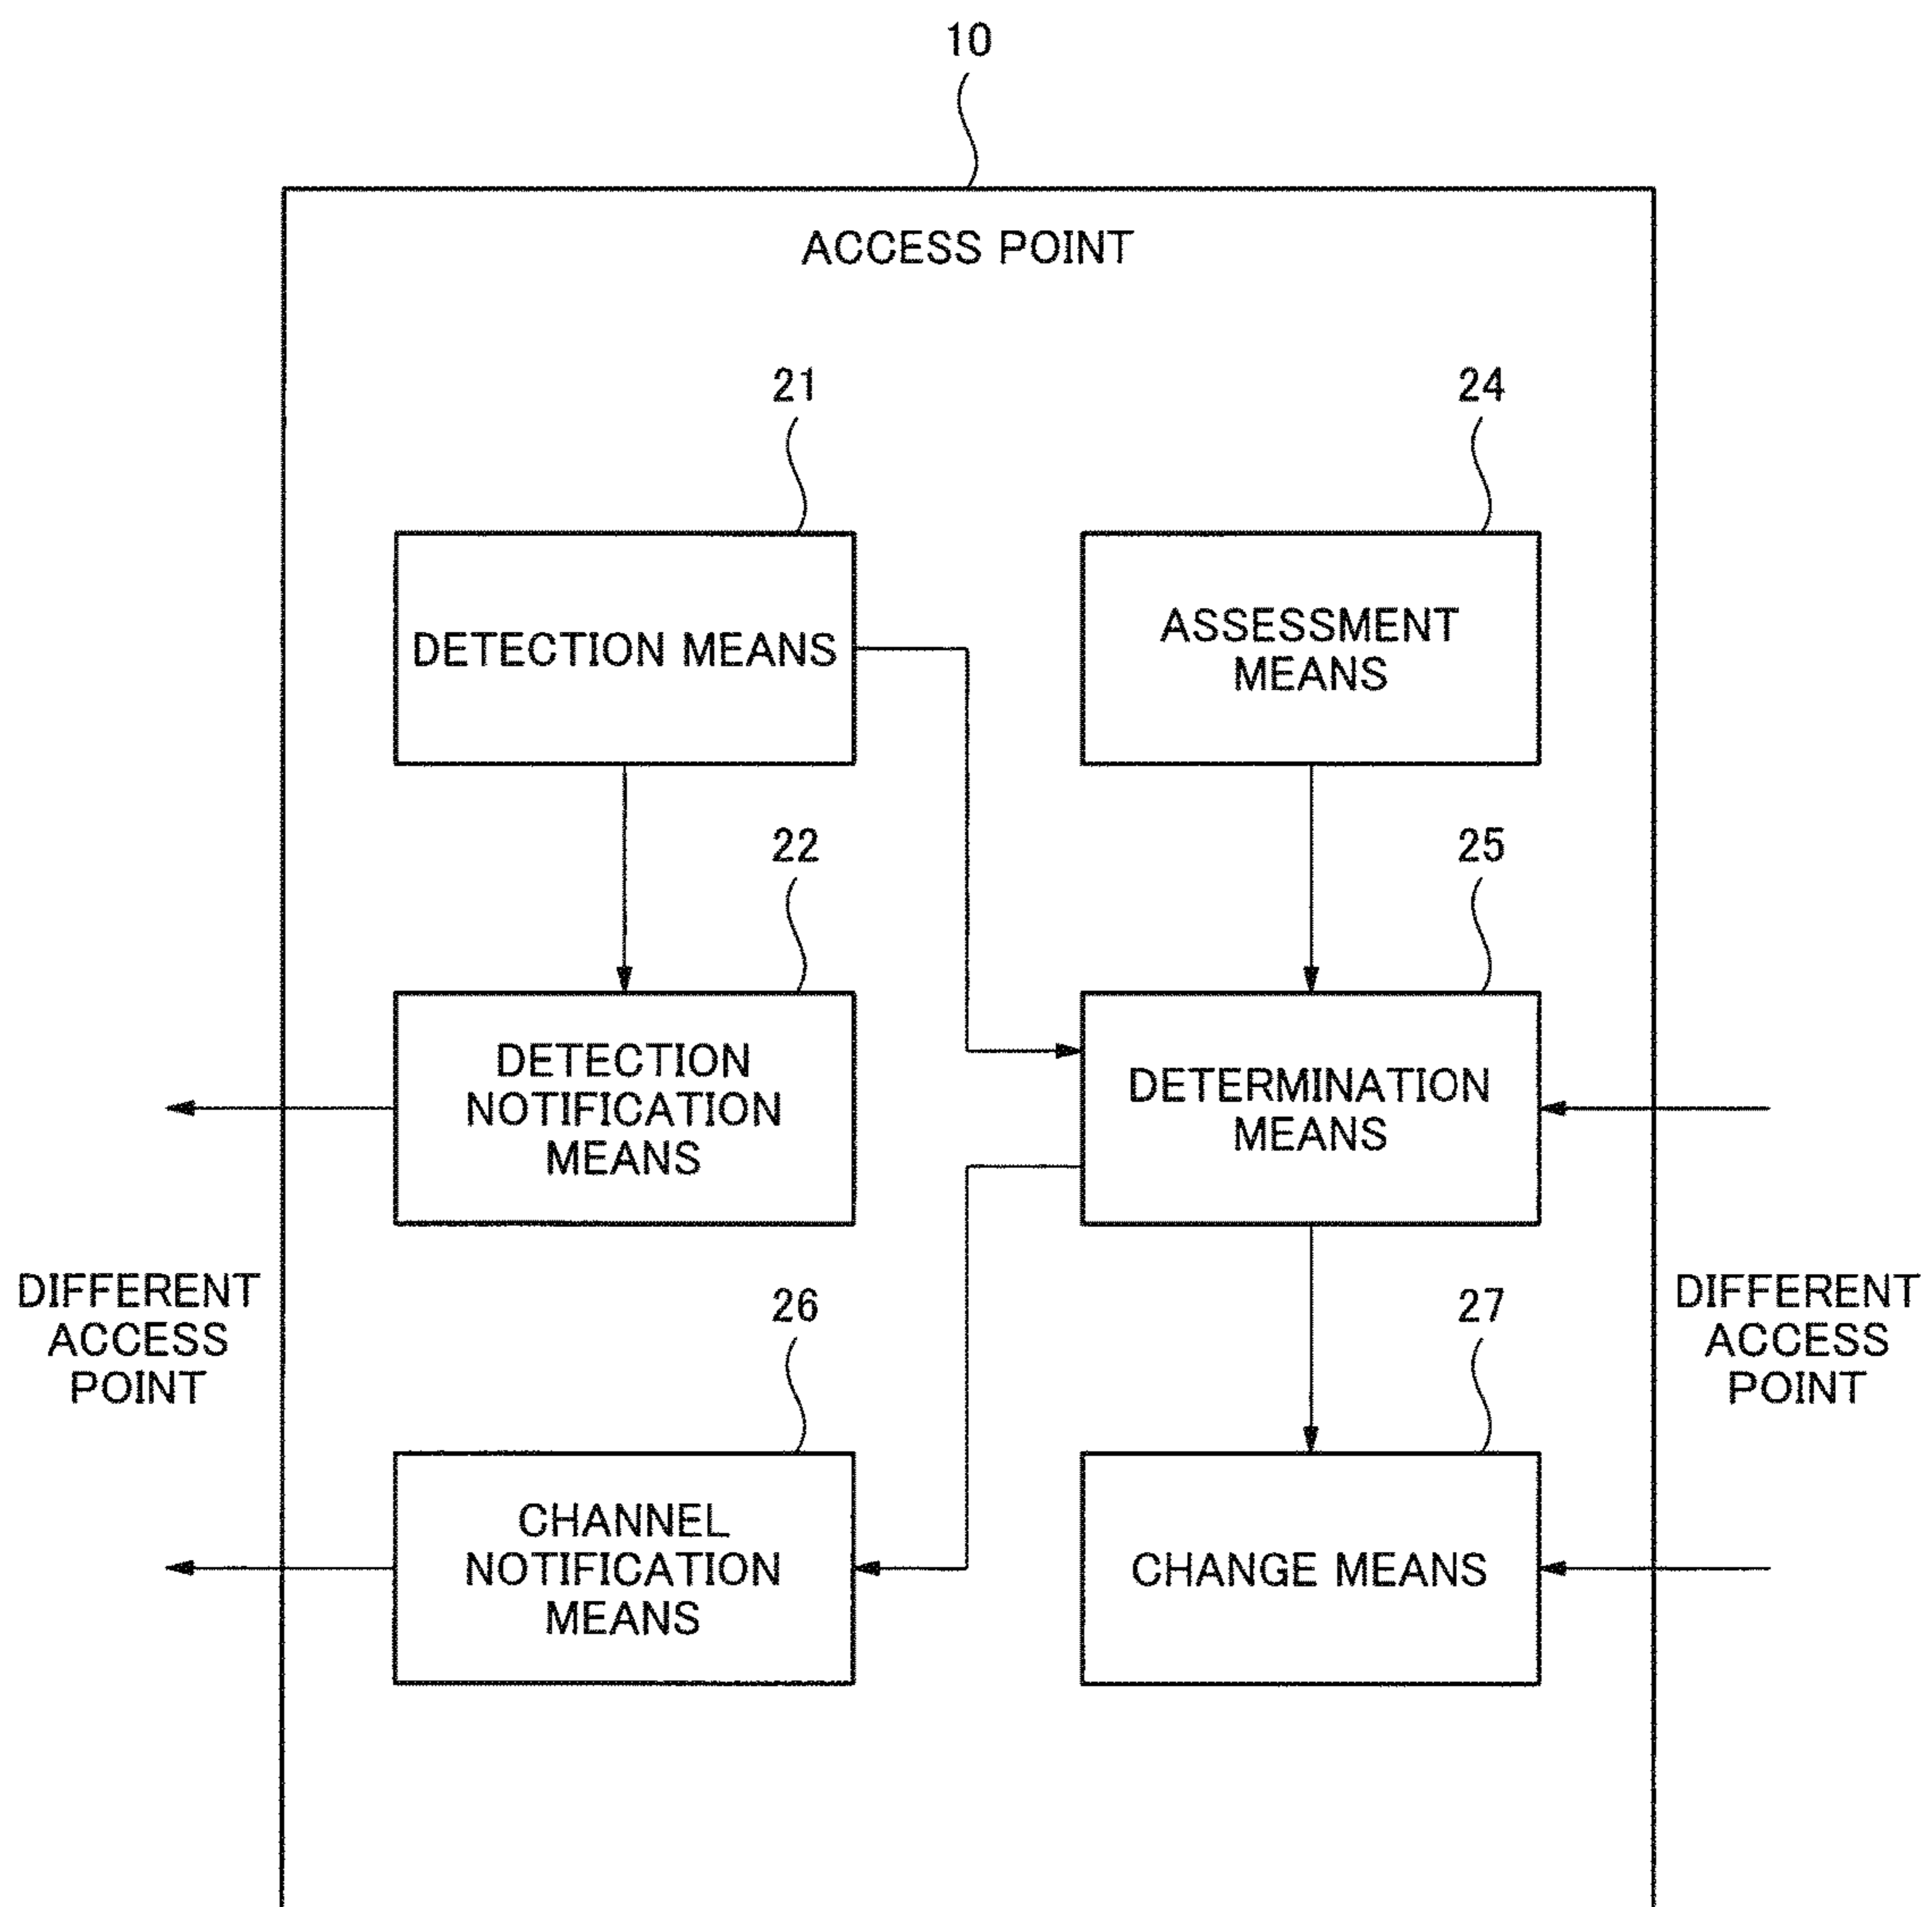 10
ACCESS POINT
21
24
DETECTION MEANS
ASSESSMENT
MEANS
22
25
DETECTION
NOTIFICATION
MEANS
DETERMINATION
MEANS
DIFFERENT
ACCESS
POINT
26
27
DIFFERENT
ACCESS
POINT
CHANNEL
NOTIFICATION
MEANS
CHANGE MEANS